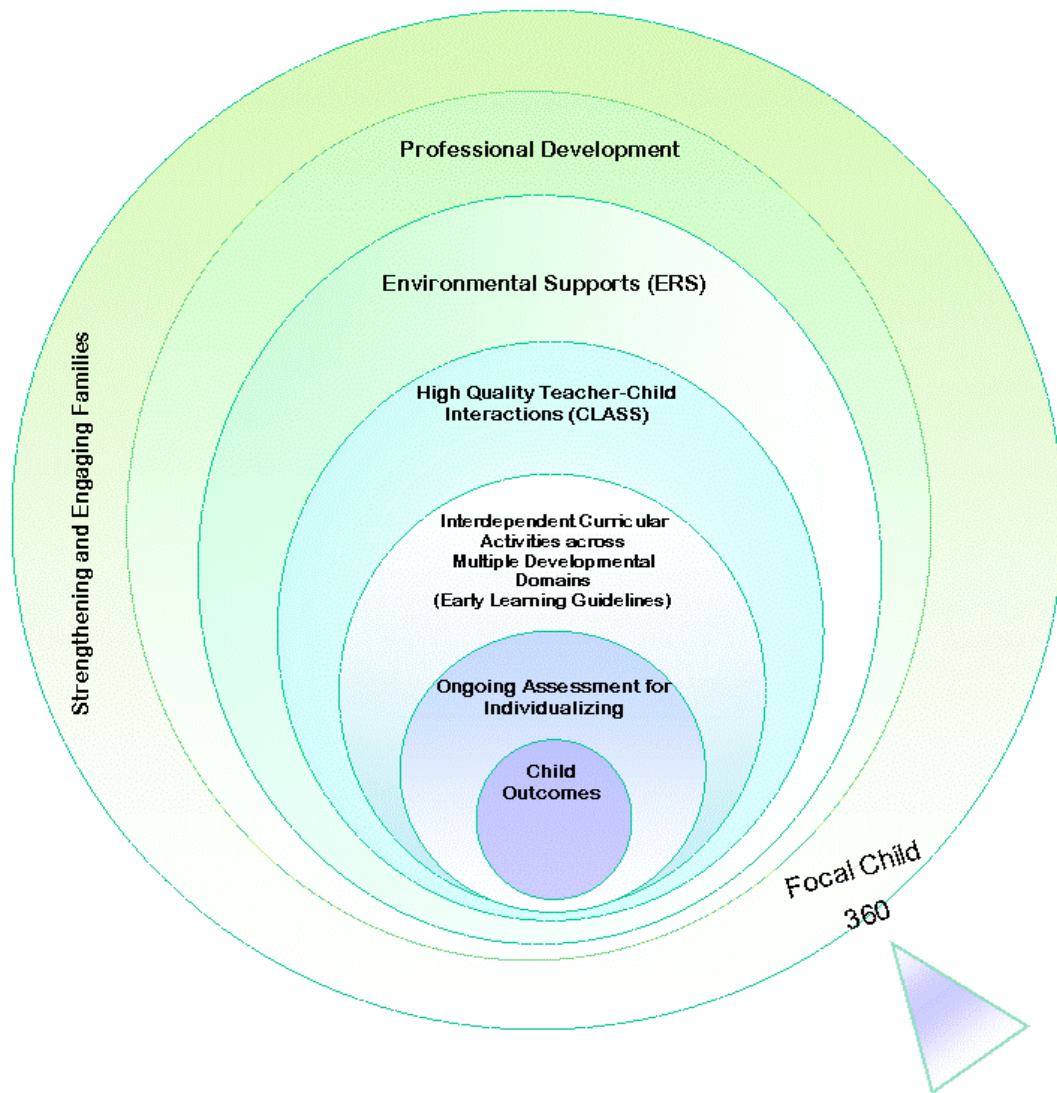 Professional Development
Environmental Supports (ERS)
High Quality Teacher-Child
Interactions (CLASS)
Strengthening and Engaging Families
Interdependent Curricular
Activities across
Multiple Developmental
Domains
(Early Learning Guidelines)
Ongoing Assessment for
Individualizing
Child
Outcomes
Focal Child
360